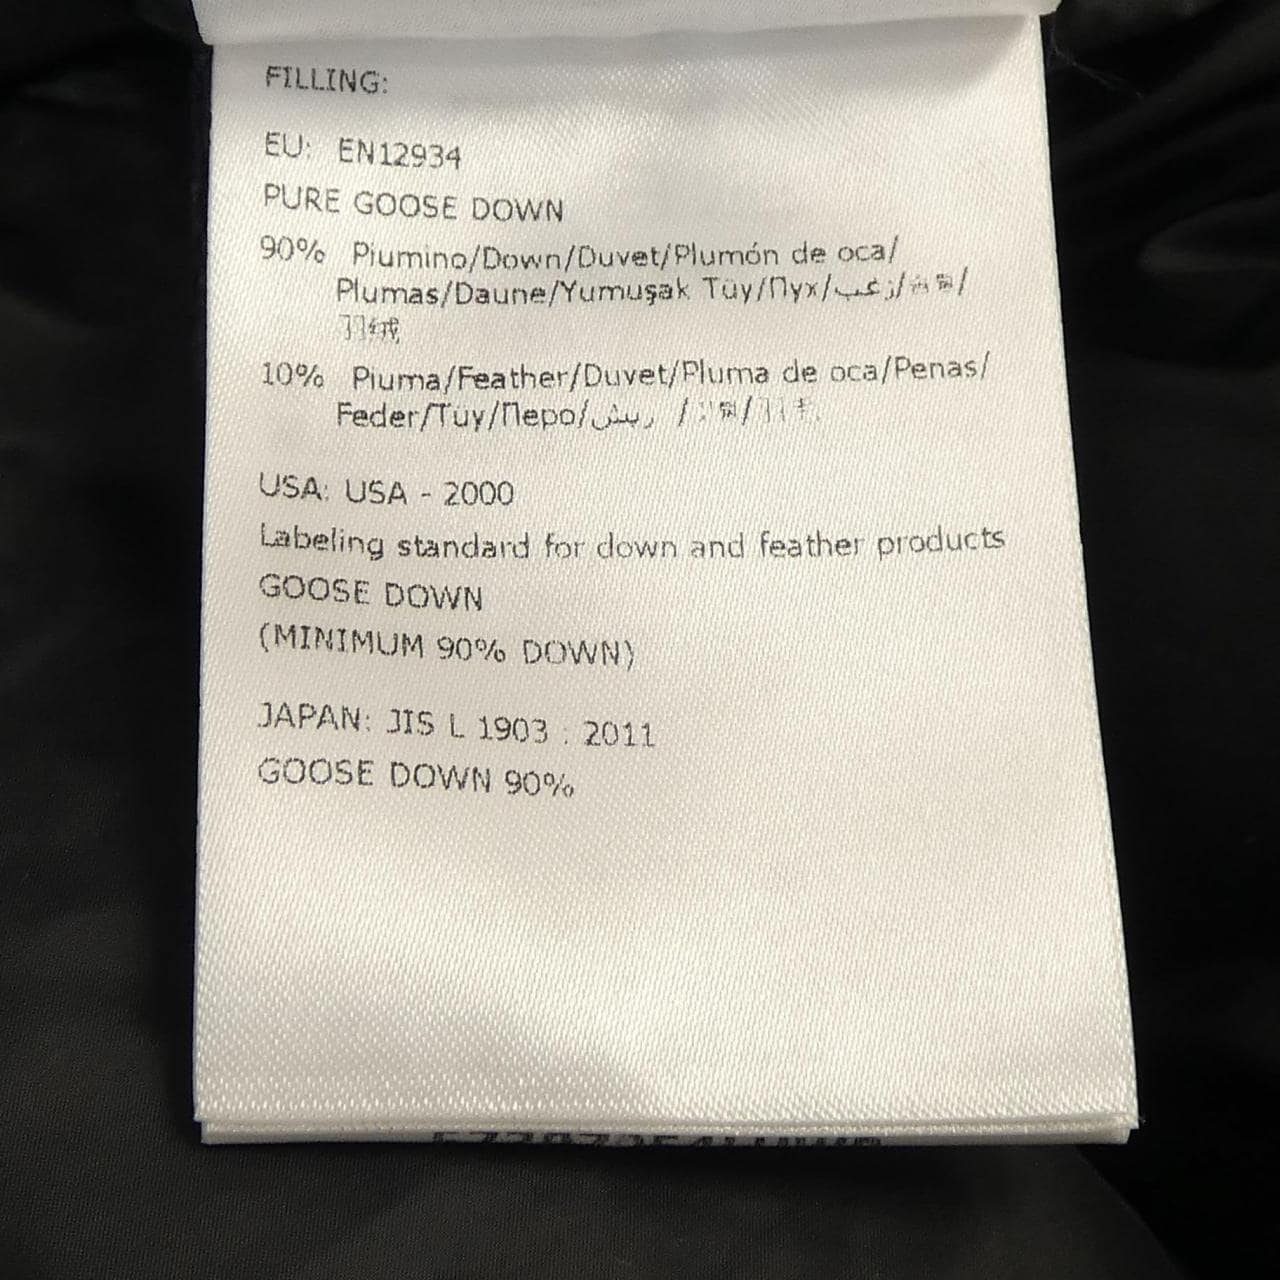 FILLING:
EU: EN12934
PURE GOOSE DOWN
90% Piumino/Down/Duvet/Plumón de oca/
Plumas/Daune/Yumuşak Tüy/Пух/زغب/
羽绒
10% Piuma/Feather/Duvet/Pluma de oca/Penas/
Feder/Tüy/Перо/ريش /
USA: USA - 2000
Labeling standard for down and feather products
GOOSE DOWN
(MINIMUM 90% DOWN)
JAPAN: JIS L 1903 : 2011
GOOSE DOWN 90%